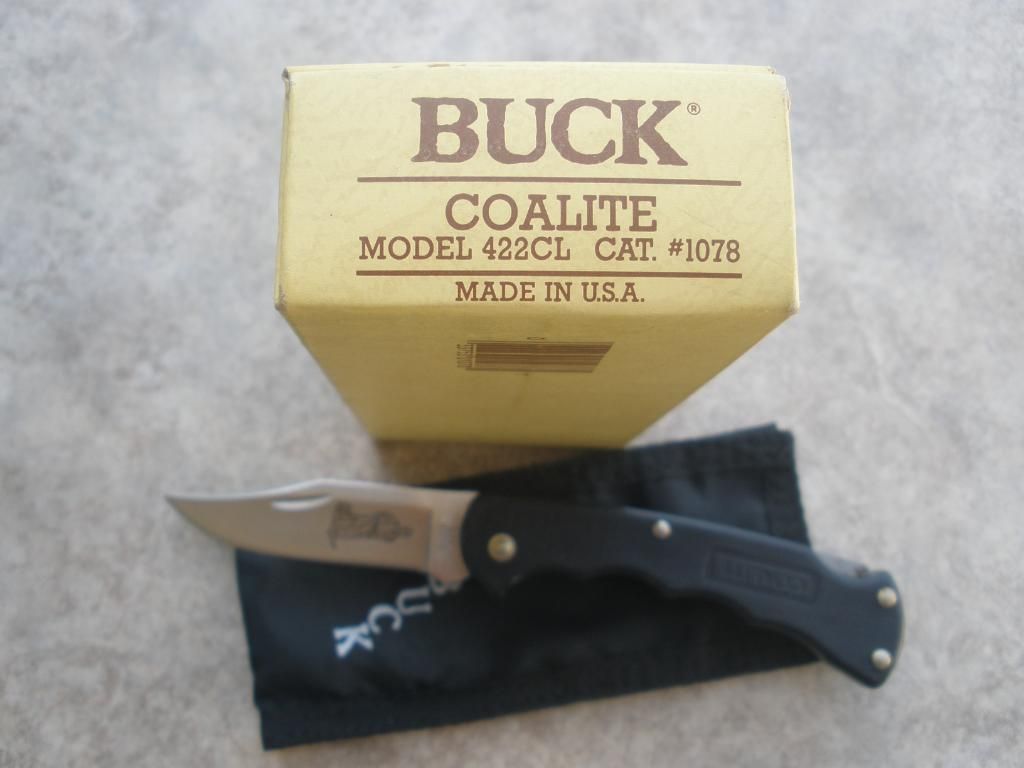 BUCK®
COALITE
MODEL 422CL CAT. #1078
MADE IN U.S.A.
BUCK